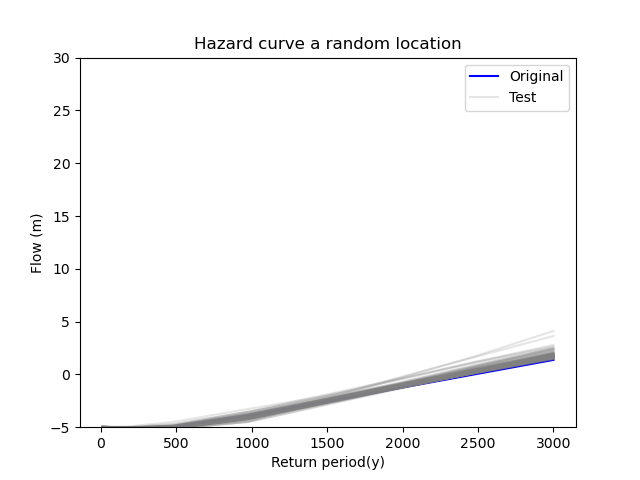 Hazard curve a random location
Original
Test
Flow (m)
30
25
20
15
10
5
0
−5
0 500 1000 1500 2000 2500 3000
Return period(y)